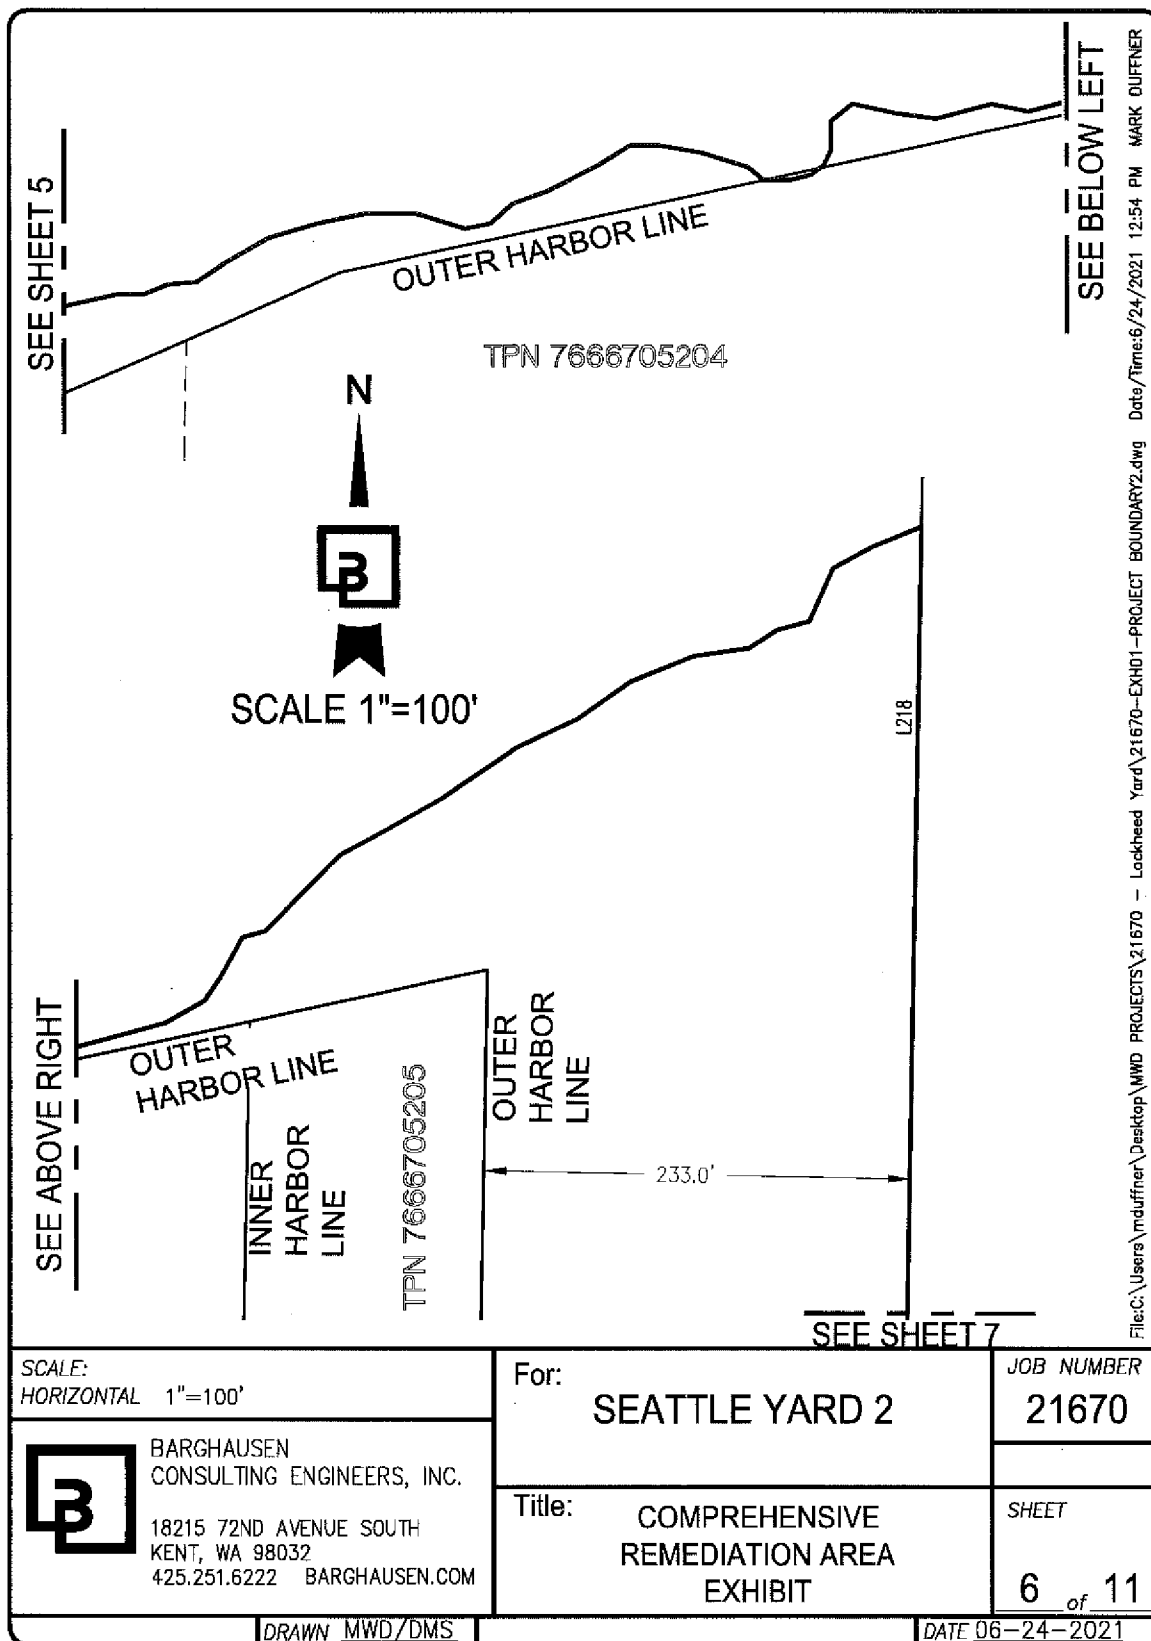 SEE SHEET 5
OUTER HARBOR LINE
SEE BELOW LEFT
TPN 7666705204
N
B
SCALE 1"=100'
L218
SEE ABOVE RIGHT
OUTER
HARBOR LINE
INNER
HARBOR
LINE
TPN 7666705205
OUTER
HARBOR
LINE
233.0'
SEE SHEET 7
File:C:\Users\mduffner\Desktop\MWD PROJECTS\21670 - Lockheed Yard\21670-EXH01-PROJECT BOUNDARY2.dwg Date/Time:6/24/2021 12:54 PM MARK DUFFNER
SCALE:
HORIZONTAL 1"=100'
B
BARGHAUSEN
CONSULTING ENGINEERS, INC.
18215 72ND AVENUE SOUTH
KENT, WA 98032
425.251.6222 BARGHAUSEN.COM
For:
SEATTLE YARD 2
JOB NUMBER
21670
Title:
COMPREHENSIVE
REMEDIATION AREA
EXHIBIT
SHEET
6 of 11
DRAWN MWD/DMS
DATE 06-24-2021